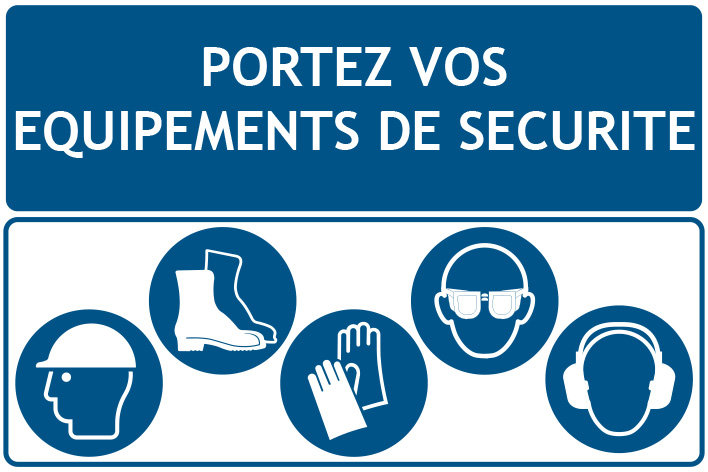 PORTEZ VOS
EQUIPEMENTS DE SECURITE